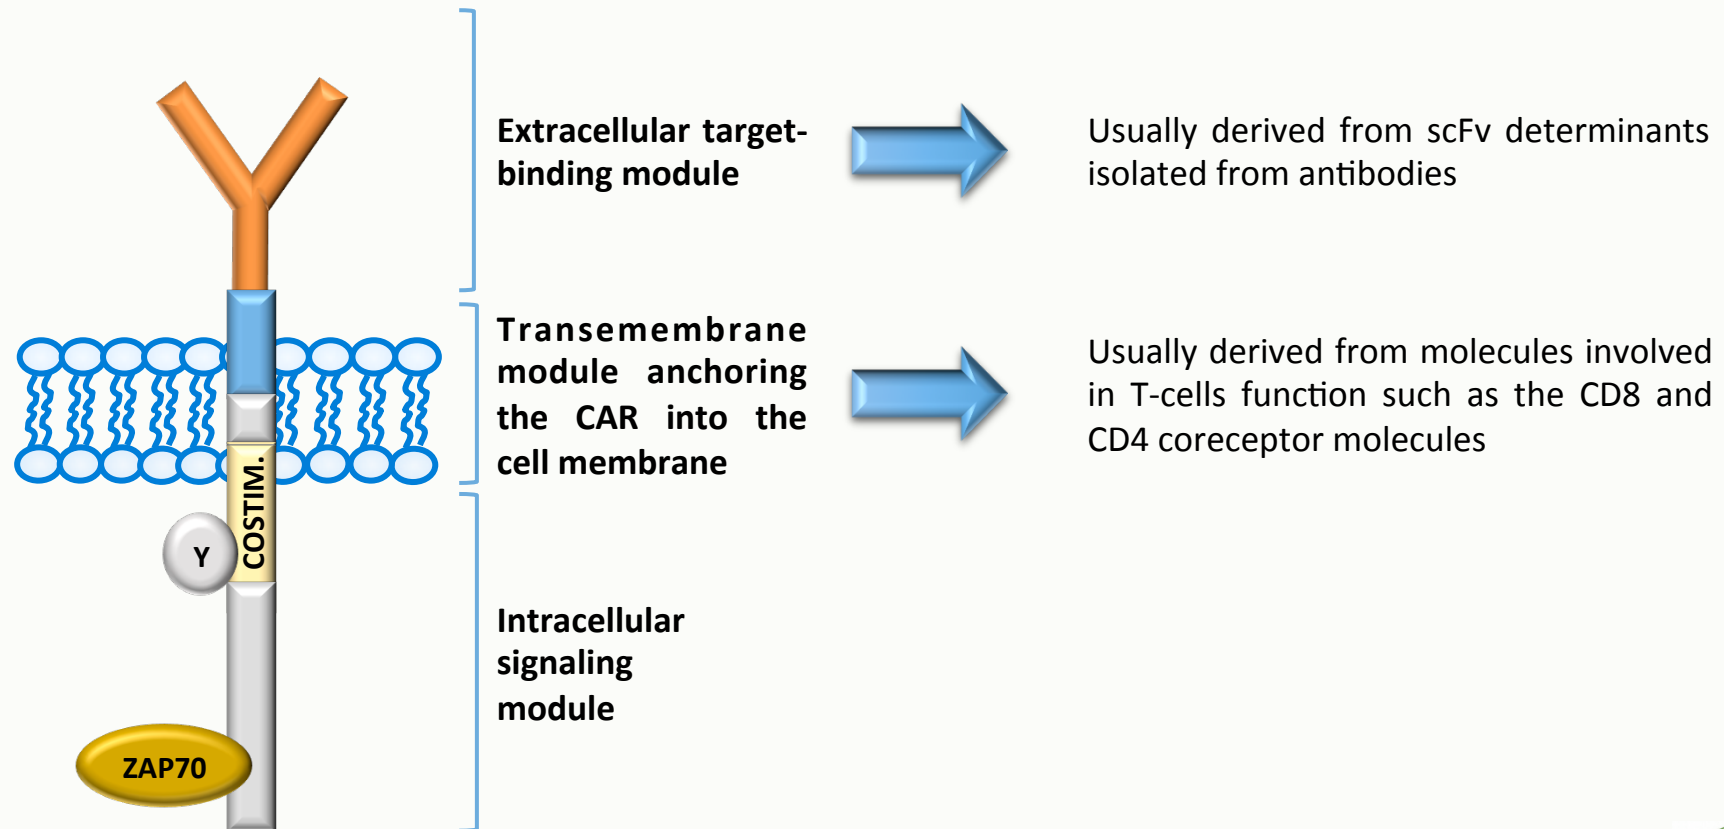 Extracellular target-
binding module
Usually derived from scFv determinants
isolated from antibodies
Transemembrane
module anchoring
the CAR into the
cell membrane
Usually derived from molecules involved
in T-cells function such as the CD8 and
CD4 coreceptor molecules
COSTIM.
Y
Intracellular
signaling
module
ZAP70